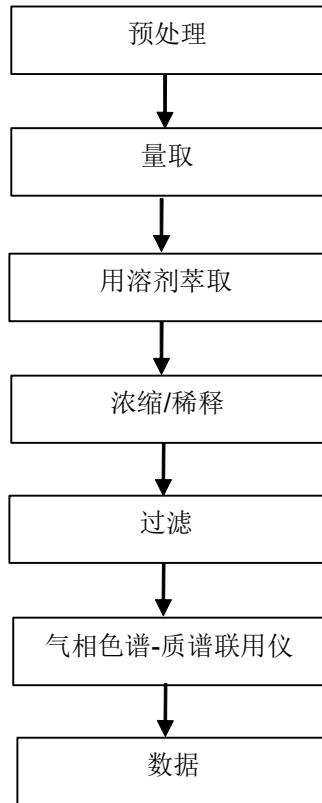 预处理
量取
用溶剂萃取
浓缩/稀释
过滤
气相色谱-质谱联用仪
数据